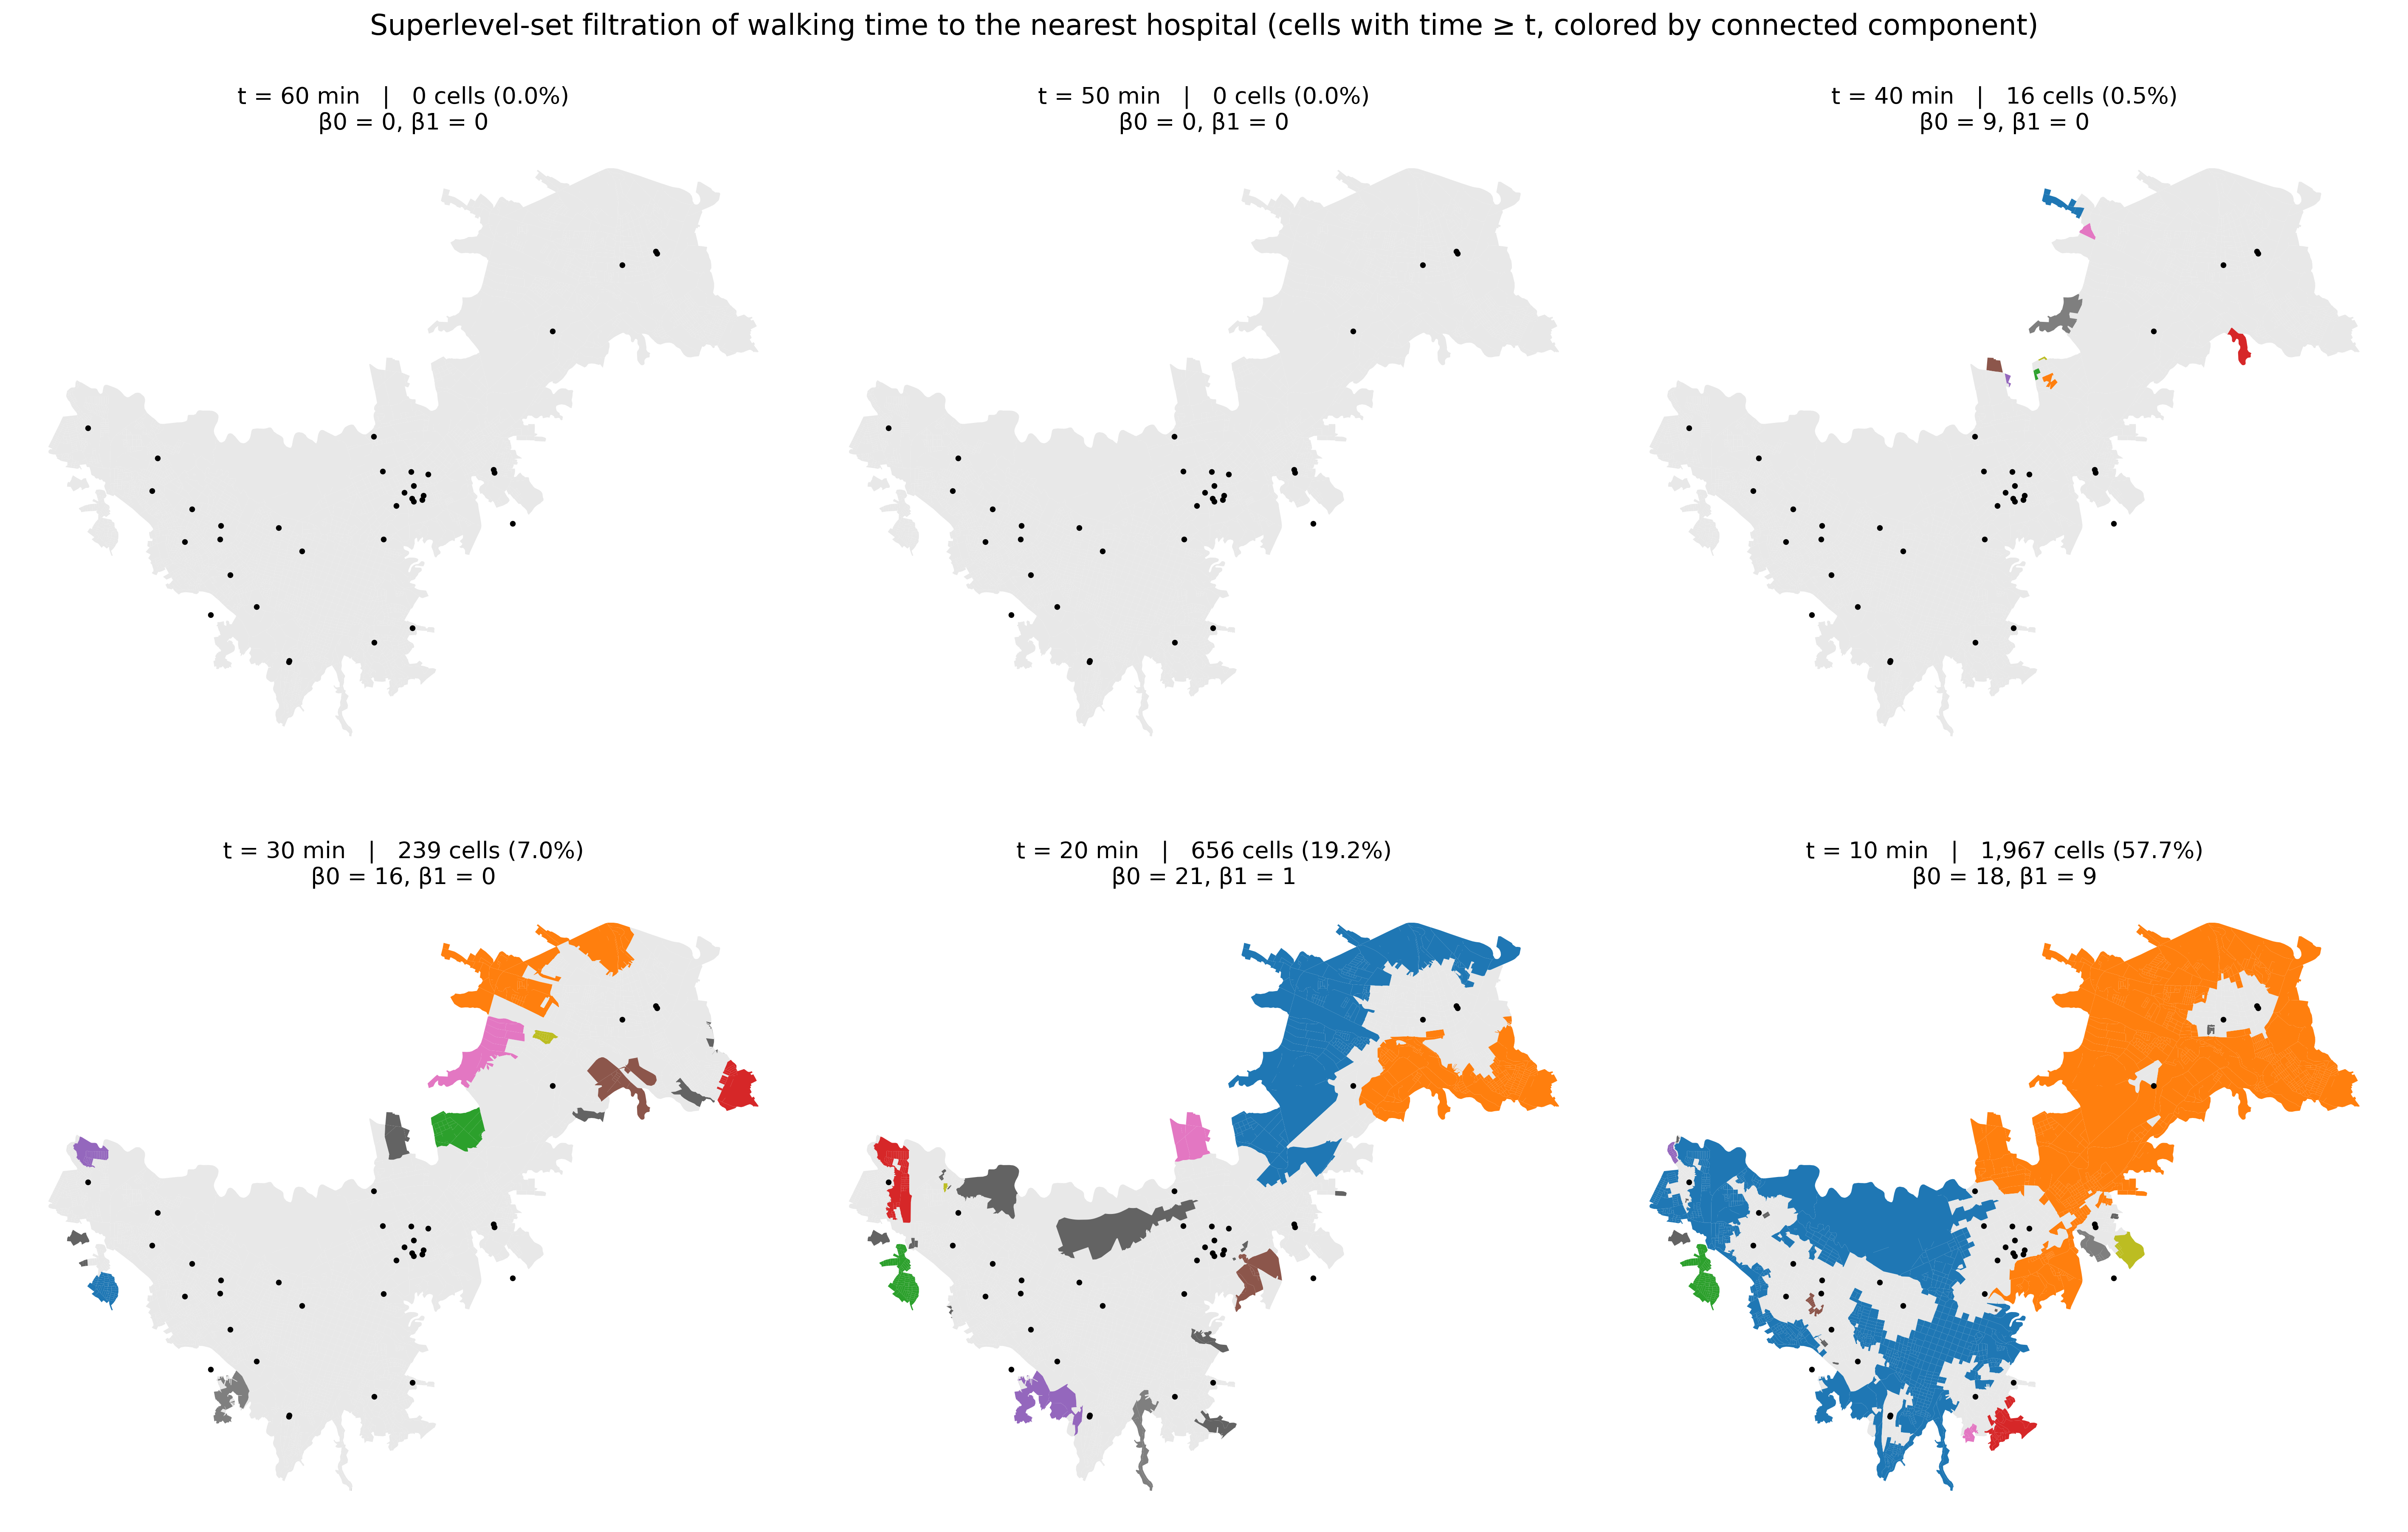 Superlevel-set filtration of walking time to the nearest hospital (cells with time ≥ t, colored by connected component)
t = 60 min | 0 cells (0.0%)
β0 = 0, β1 = 0
t = 50 min | 0 cells (0.0%)
β0 = 0, β1 = 0
t = 40 min | 16 cells (0.5%)
β0 = 9, β1 = 0
t = 30 min | 239 cells (7.0%)
β0 = 16, β1 = 0
t = 20 min | 656 cells (19.2%)
β0 = 21, β1 = 1
t = 10 min | 1,967 cells (57.7%)
β0 = 18, β1 = 9